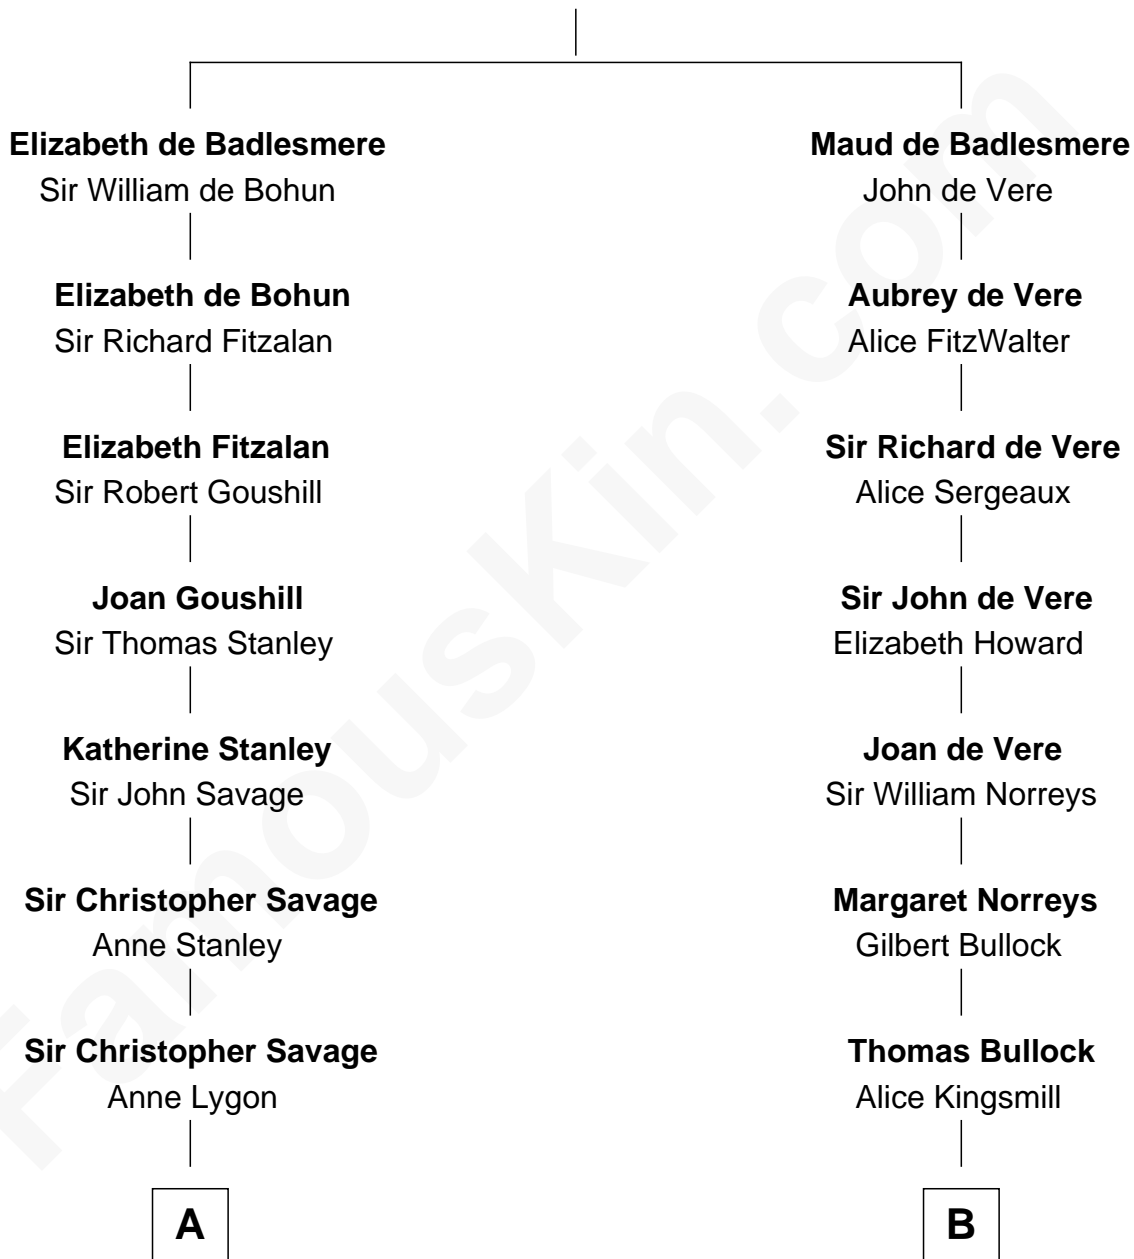 Elizabeth de Badlesmere
Sir William de Bohun
Maud de Badlesmere
John de Vere
Elizabeth de Bohun
Sir Richard Fitzalan
Aubrey de Vere
Alice FitzWalter
Elizabeth Fitzalan
Sir Robert Goushill
Sir Richard de Vere
Alice Sergeaux
Joan Goushill
Sir Thomas Stanley
Sir John de Vere
Elizabeth Howard
Katherine Stanley
Sir John Savage
Joan de Vere
Sir William Norreys
Sir Christopher Savage
Anne Stanley
Margaret Norreys
Gilbert Bullock
Sir Christopher Savage
Anne Lygon
Thomas Bullock
Alice Kingsmill
A
B
FamousKin.com